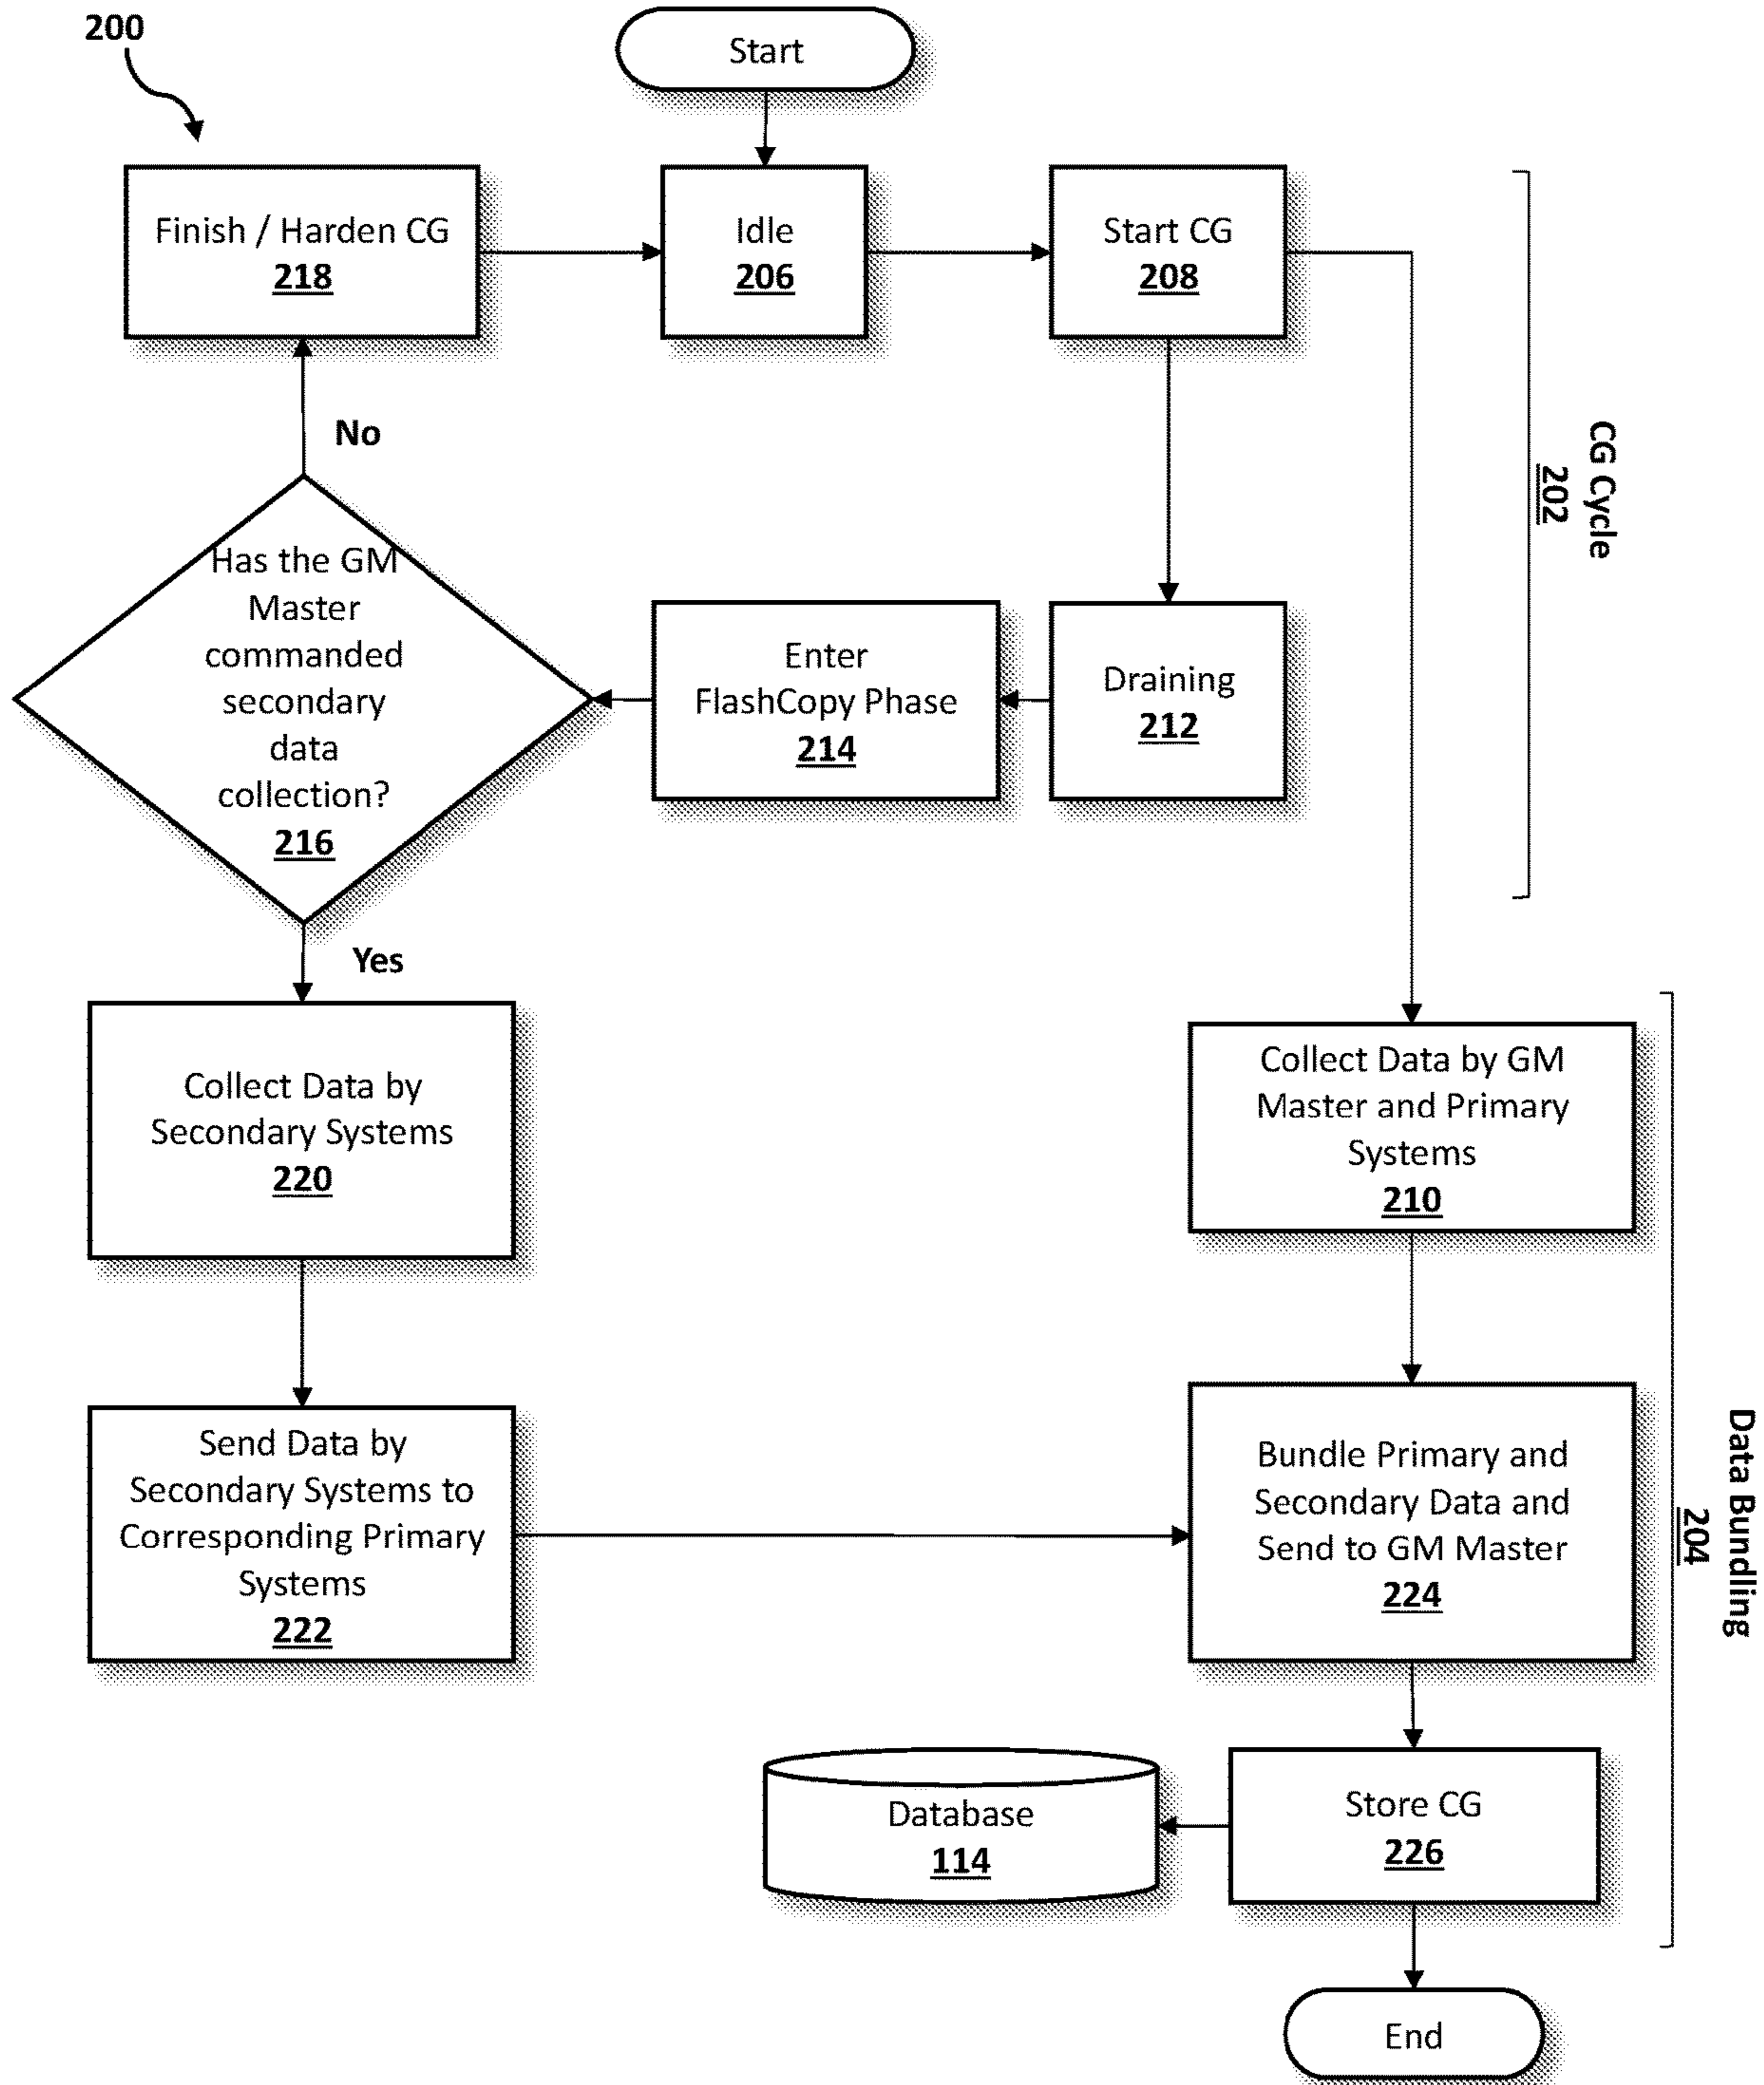 200
Start
Finish / Harden CG
218
Idle
206
Start CG
208
CG Cycle
202
No
Has the GM
Master
commanded
secondary
data
collection?
216
Enter
FlashCopy Phase
214
Draining
212
Yes
Collect Data by
Secondary Systems
220
Collect Data by GM
Master and Primary
Systems
210
Data Bundling
204
Send Data by
Secondary Systems to
Corresponding Primary
Systems
222
Bundle Primary and
Secondary Data and
Send to GM Master
224
Database
114
Store CG
226
End